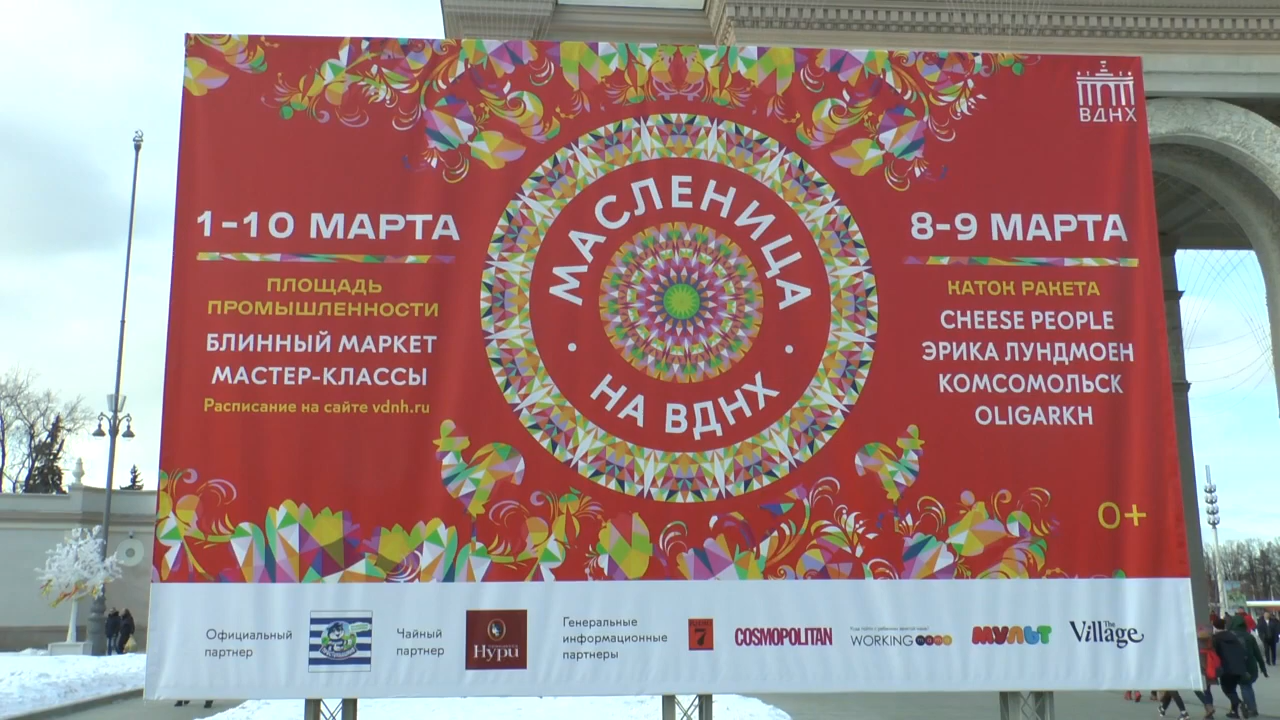 ВДНХ
МАСЛЕНИЦА
НА ВДНХ
1-10 МАРТА
ПЛОЩАДЬ
ПРОМЫШЛЕННОСТИ
БЛИННЫЙ МАРКЕТ
МАСТЕР-КЛАССЫ
Расписание на сайте vdnh.ru
8-9 МАРТА
КАТОК РАКЕТА
CHEESE PEOPLE
ЭРИКА ЛУНДМОЕН
КОМСОМОЛЬСК
OLIGARKH
0+
Официальный
партнер
Чайный
партнер
Нури
Генеральные
информационные
партнеры
7
COSMOPOLITAN
WORKING
МУЛЬТ
The
Village